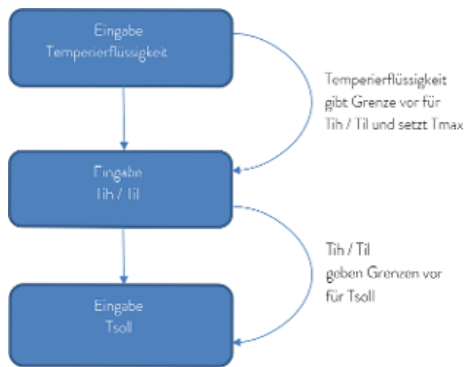 Eingabe
Temperierflüssigkeit
Temperierflüssigkeit
gibt Grenze vor für
Tih / Til und setzt Tmax
Eingabe
Tih / Til
Tih / Til
geben Grenzen vor
für Tsoll
Eingabe
Tsoll